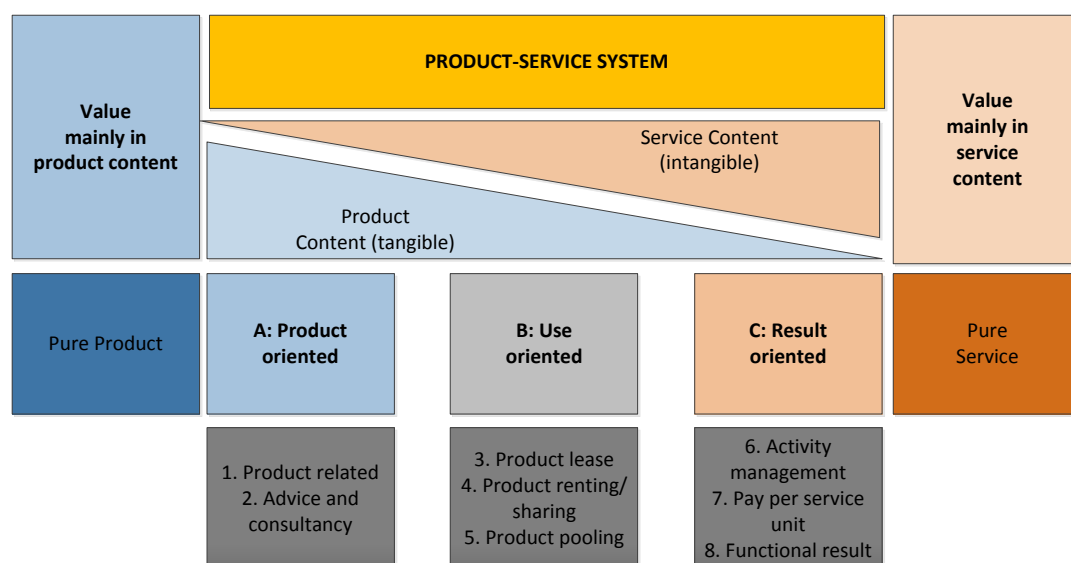 PRODUCT-SERVICE SYSTEM
Value
mainly in
product content
Service Content
(intangible)
Product
Content (tangible)
Value
mainly in
service
content
Pure Product
A: Product
oriented
B: Use
oriented
C: Result
oriented
Pure
Service
1. Product related
2. Advice and
consultancy
3. Product lease
4. Product renting/
sharing
5. Product pooling
6. Activity
management
7. Pay per service
unit
8. Functional result